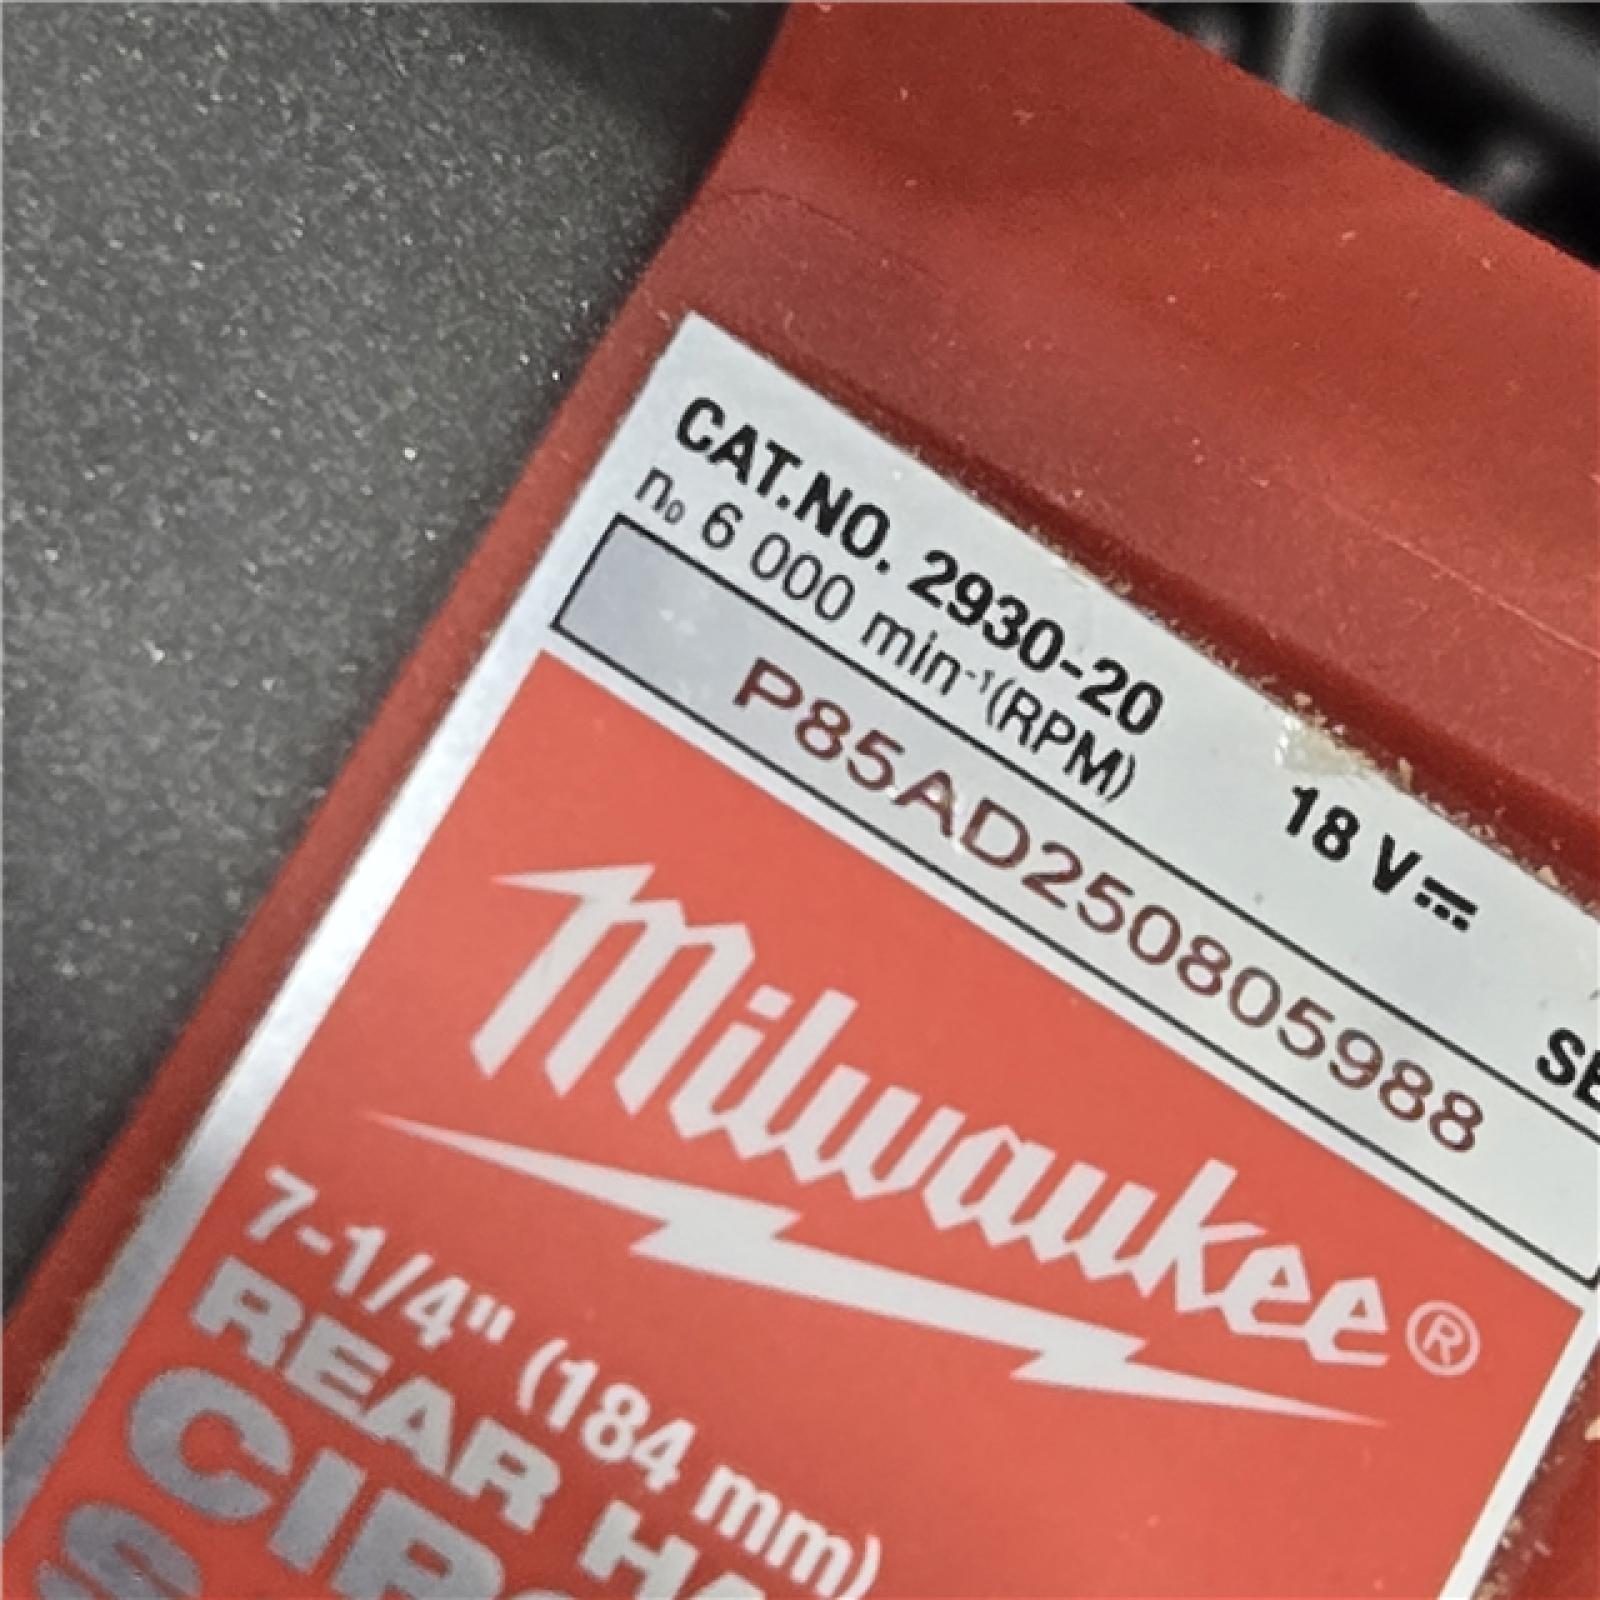 CAT.NO. 2930-20 18 V⎓
n₀ 6 000 min⁻¹(RPM)
P85AD250805988
Milwaukee®
7-1/4" (184 mm)
REAR